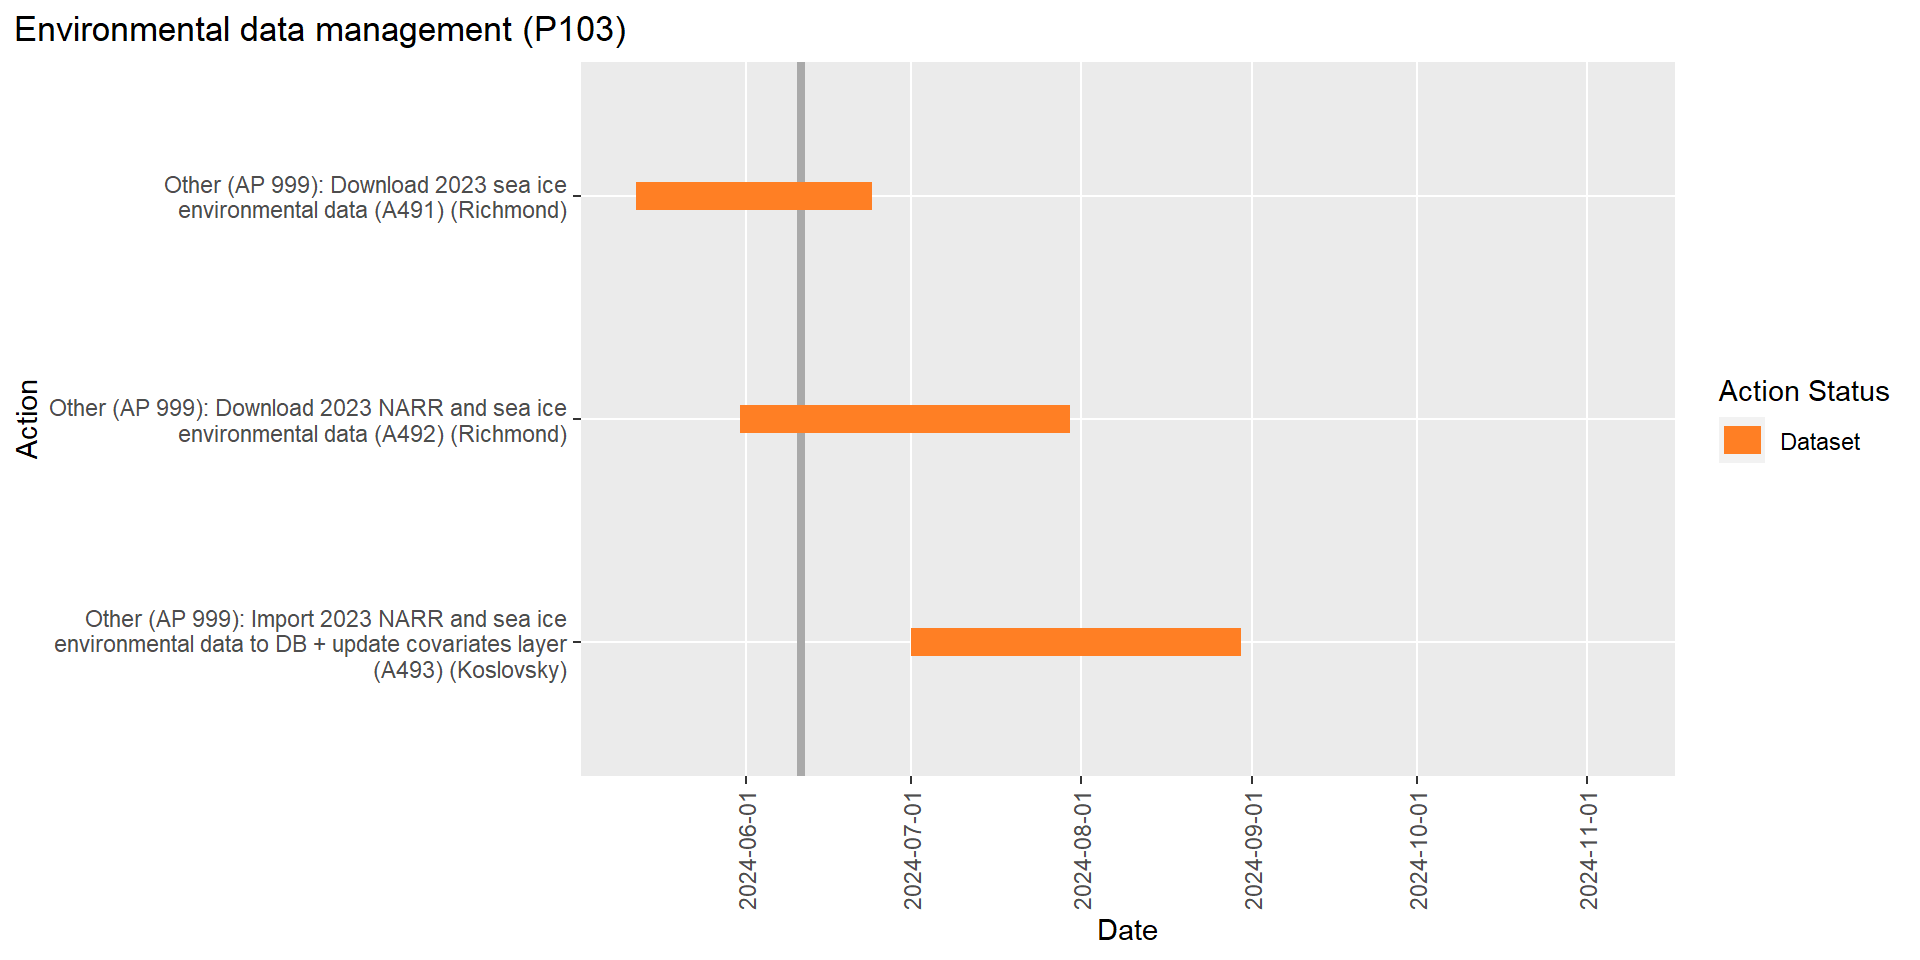 Environmental data management (P103)
Action
Other (AP 999): Download 2023 sea ice
environmental data (A491) (Richmond)
Other (AP 999): Download 2023 NARR and sea ice
environmental data (A492) (Richmond)
Other (AP 999): Import 2023 NARR and sea ice
environmental data to DB + update covariates layer
(A493) (Koslovsky)
2024-06-01
2024-07-01
2024-08-01
2024-09-01
2024-10-01
2024-11-01
Date
Action Status
Dataset